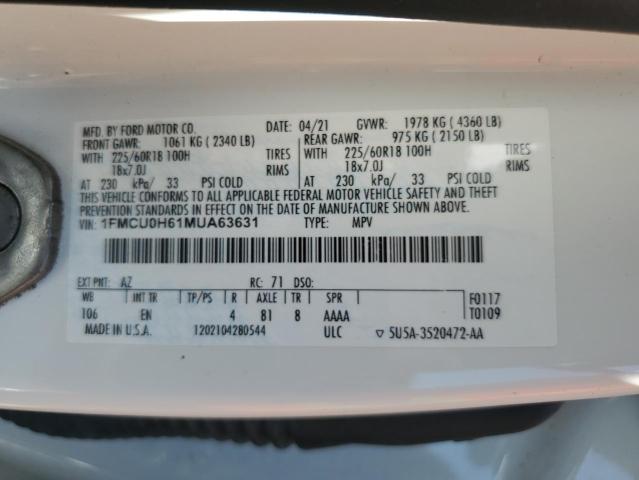 MFD. BY FORD MOTOR CO. DATE: 04/21 GVWR: 1978 KG ( 4360 LB)
FRONT GAWR: 1061 KG ( 2340 LB) REAR GAWR: 975 KG ( 2150 LB)
WITH 225/60R18 100H TIRES WITH 225/60R18 100H TIRES
18x7.0J RIMS 18x7.0J RIMS
AT 230 kPa/ 33 PSI COLD AT 230 kPa/ 33 PSI COLD
THIS VEHICLE CONFORMS TO ALL APPLICABLE FEDERAL MOTOR VEHICLE SAFETY AND THEFT
PREVENTION STANDARDS IN EFFECT ON THE DATE OF MANUFACTURE SHOWN ABOVE.
VIN: 1FMCU0H61MUA63631 TYPE: MPV
EXT PNT: AZ RC: 71 DSO:
WB INT TR TP/PS R AXLE TR SPR F0117
106 EN 4 81 8 AAAA T0109
MADE IN U.S.A. 1202104280544 ULC ▽ SU5A-3520472-AA